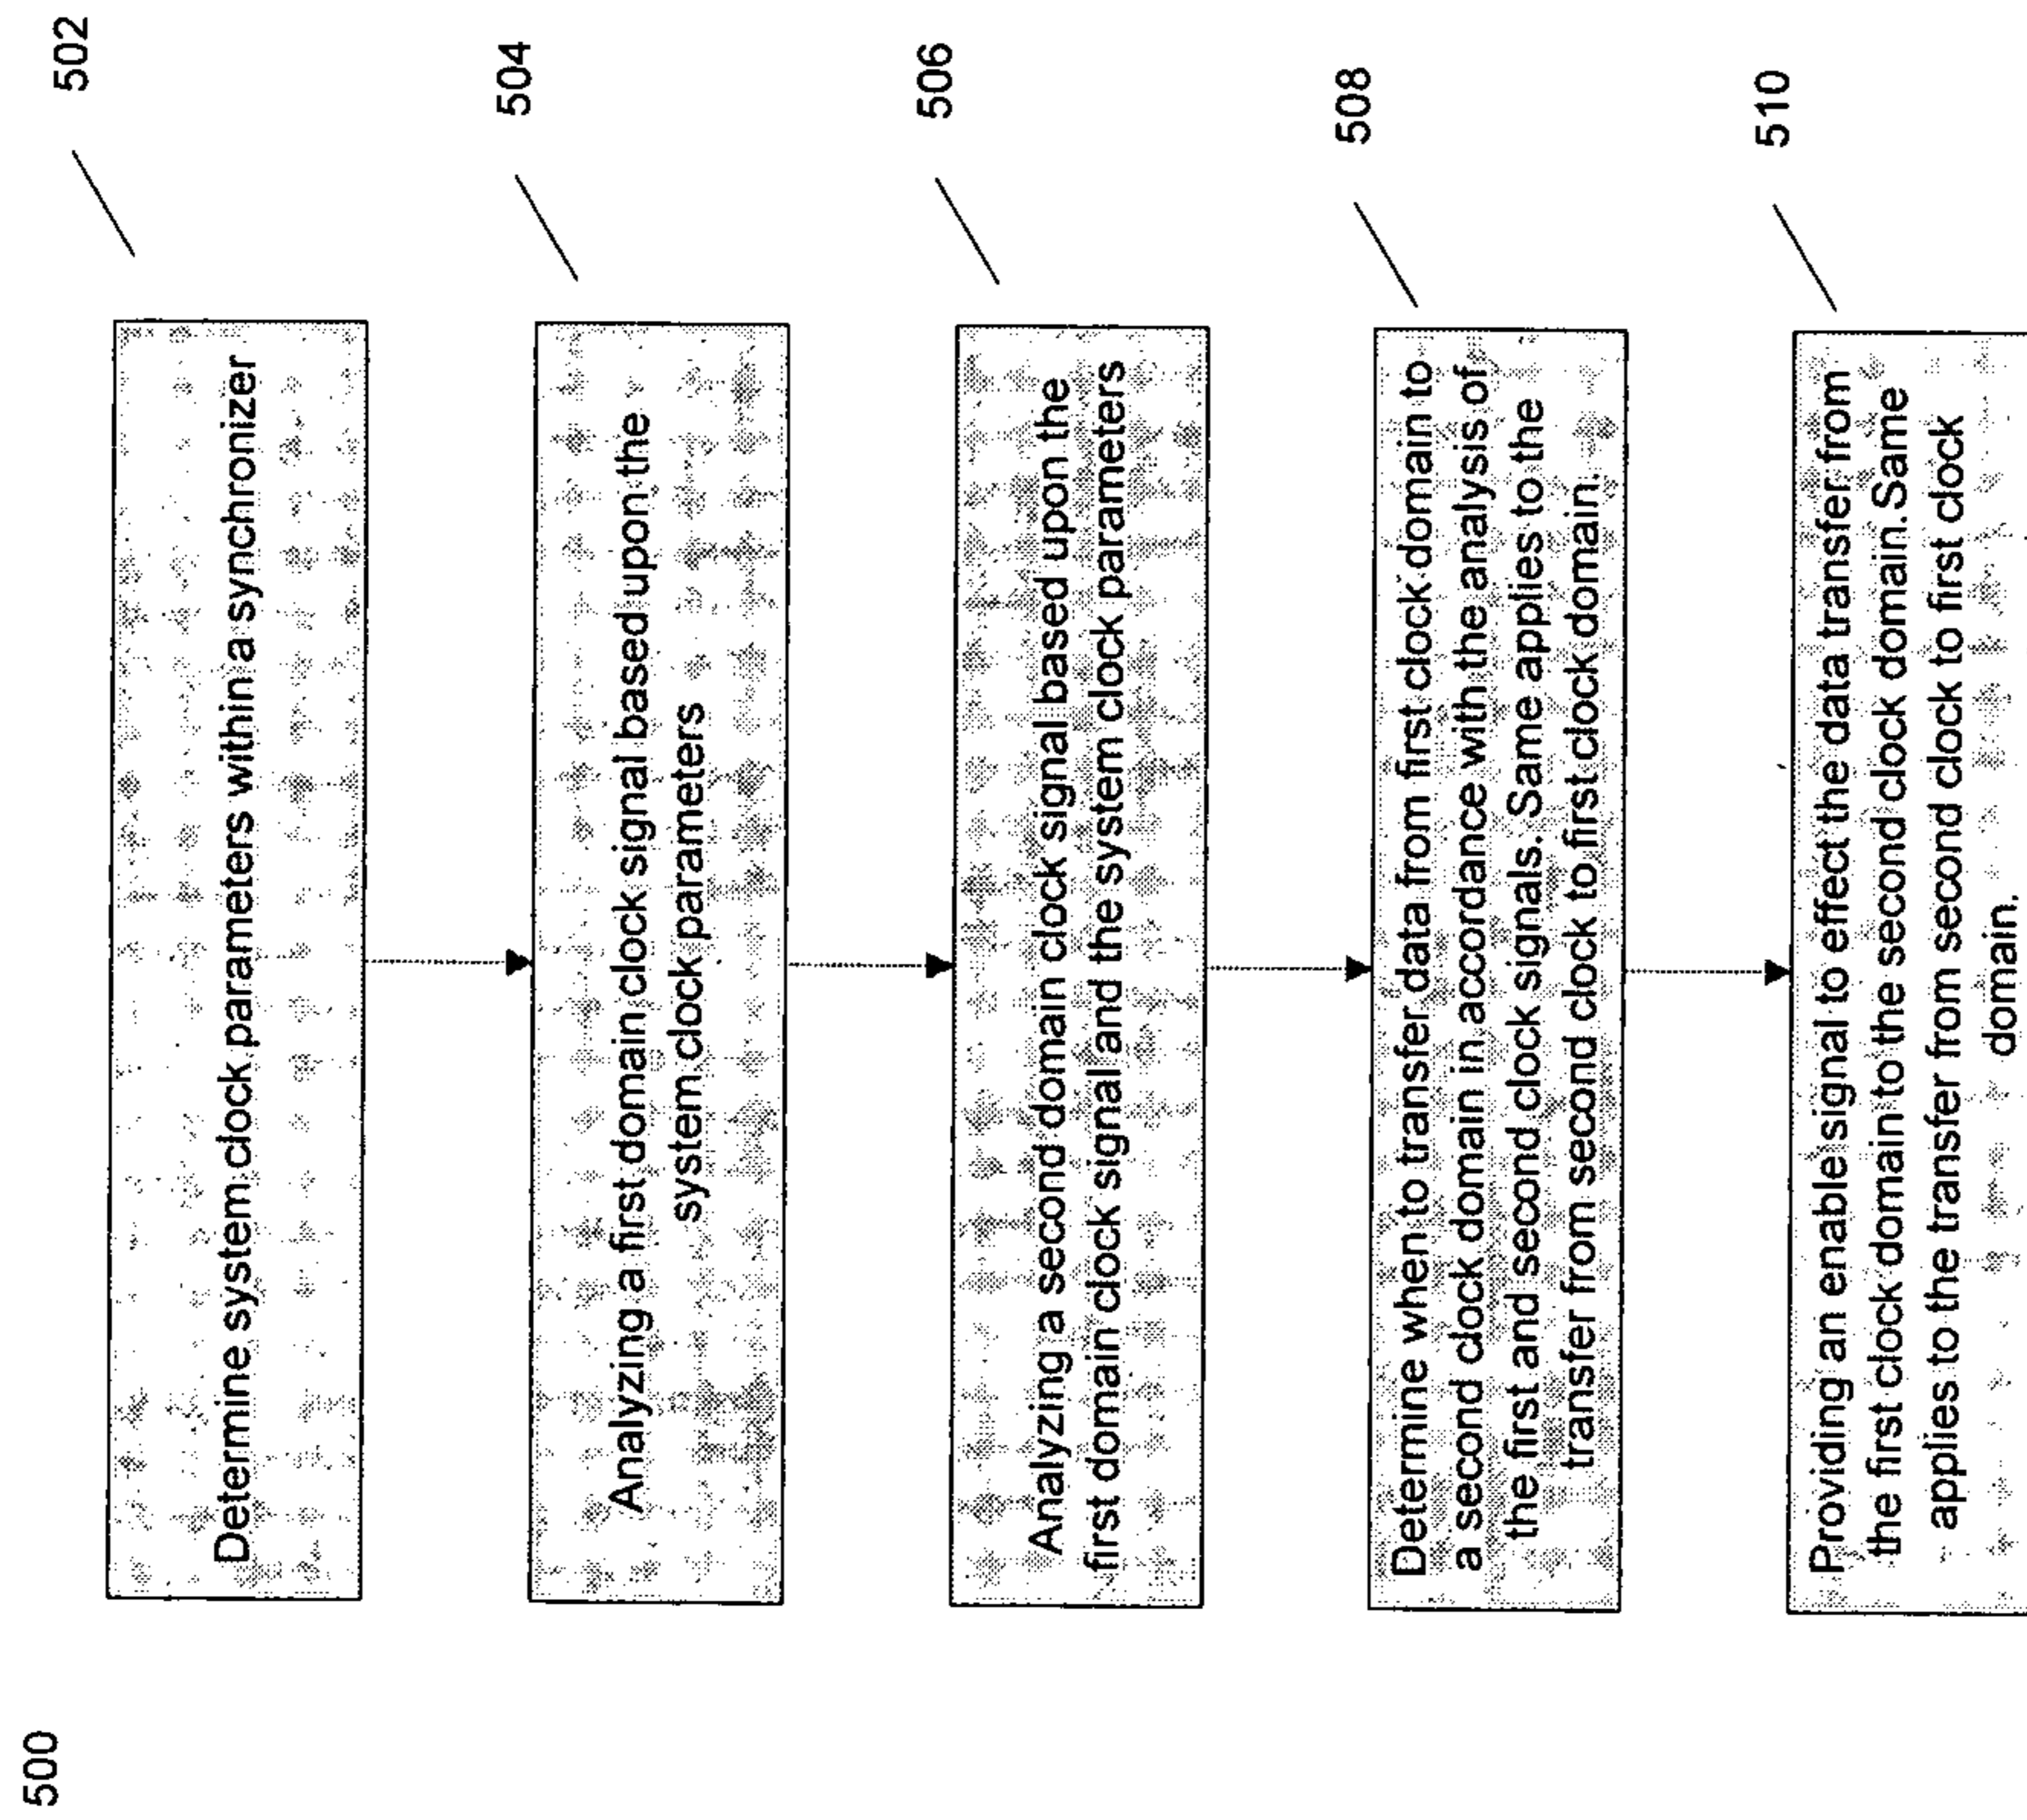 500
502
Determine system clock parameters within a synchronizer
504
Analyzing a first domain clock signal based upon the
system clock parameters
506
Analyzing a second domain clock signal based upon the
first domain clock signal and the system clock parameters
508
Determine when to transfer data from first clock domain to
a second clock domain in accordance with the analysis of
the first and second clock signals. Same applies to the
transfer from second clock to first clock domain.
510
Providing an enable signal to effect the data transfer from
the first clock domain to the second clock domain. Same
applies to the transfer from second clock to first clock
domain.